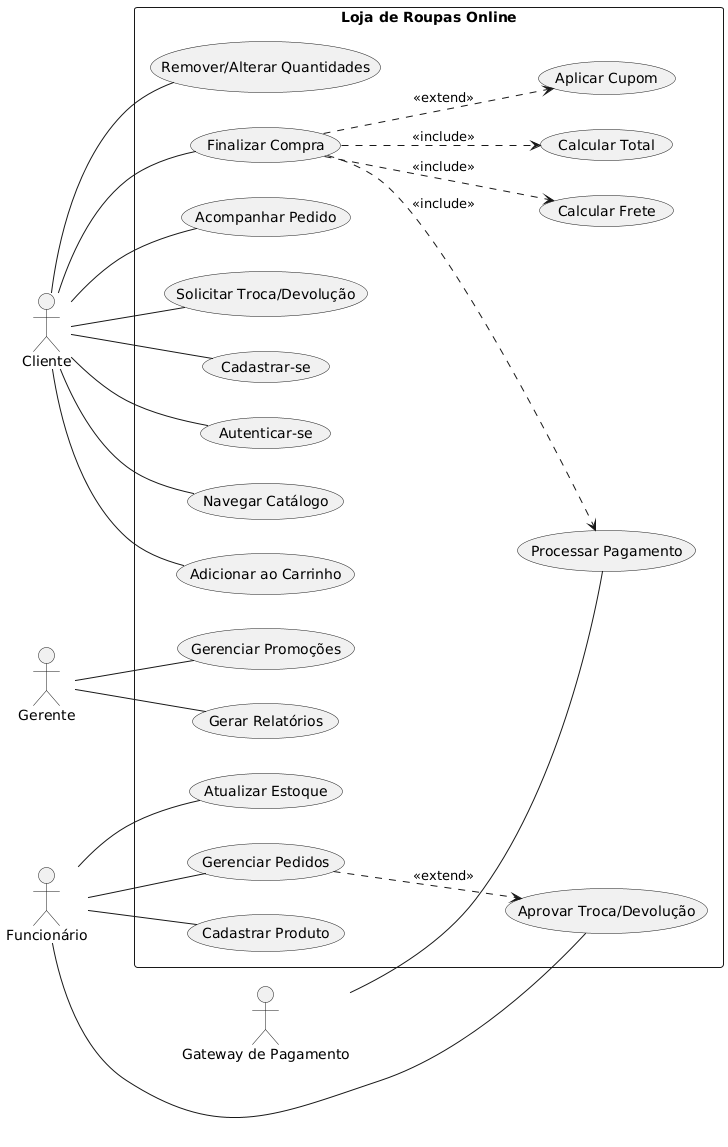 Loja de Roupas Online
Remover/Alterar Quantidades
Aplicar Cupom
«extend»
Finalizar Compra
«include»
Calcular Total
«include»
Calcular Frete
«include»
Acompanhar Pedido
Solicitar Troca/Devolução
Cliente
Cadastrar-se
Autenticar-se
Navegar Catálogo
Processar Pagamento
Adicionar ao Carrinho
Gerenciar Promoções
Gerente
Gerar Relatórios
Atualizar Estoque
Gerenciar Pedidos
«extend»
Aprovar Troca/Devolução
Funcionário
Cadastrar Produto
Gateway de Pagamento